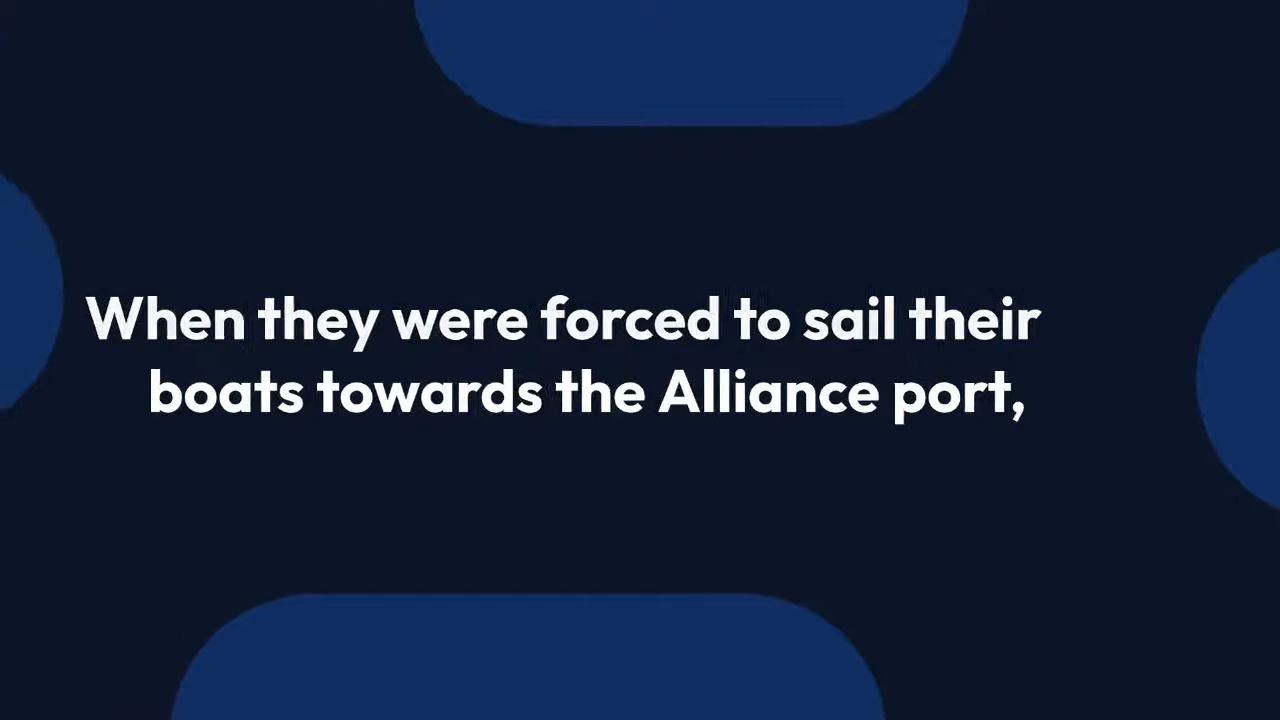 When they were forced to sail their
boats towards the Alliance port,